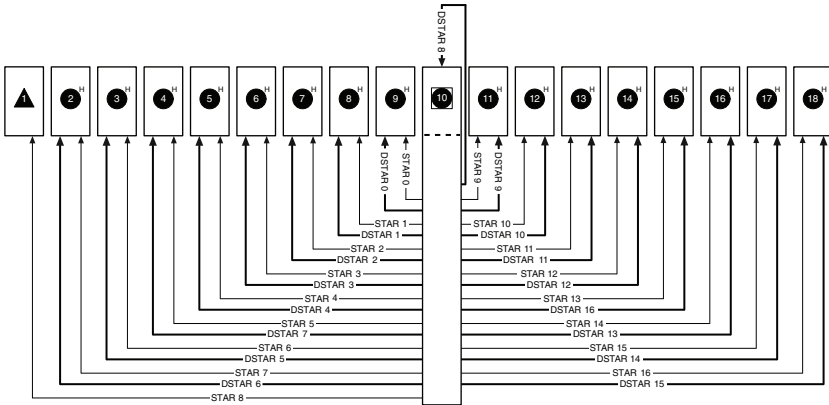 DSTAR 8
1
2 H
3 H
4 H
5 H
6 H
7 H
8 H
9 H
10
11 H
12 H
13 H
14 H
15 H
16 H
17 H
18 H
DSTAR 0
STAR 0
STAR 9
DSTAR 9
STAR 1
STAR 10
DSTAR 1
DSTAR 10
STAR 2
STAR 11
DSTAR 2
DSTAR 11
STAR 3
STAR 12
DSTAR 3
DSTAR 12
STAR 4
STAR 13
DSTAR 4
DSTAR 16
STAR 5
STAR 14
DSTAR 7
DSTAR 13
STAR 6
STAR 15
DSTAR 5
DSTAR 14
STAR 7
STAR 16
DSTAR 6
DSTAR 15
STAR 8